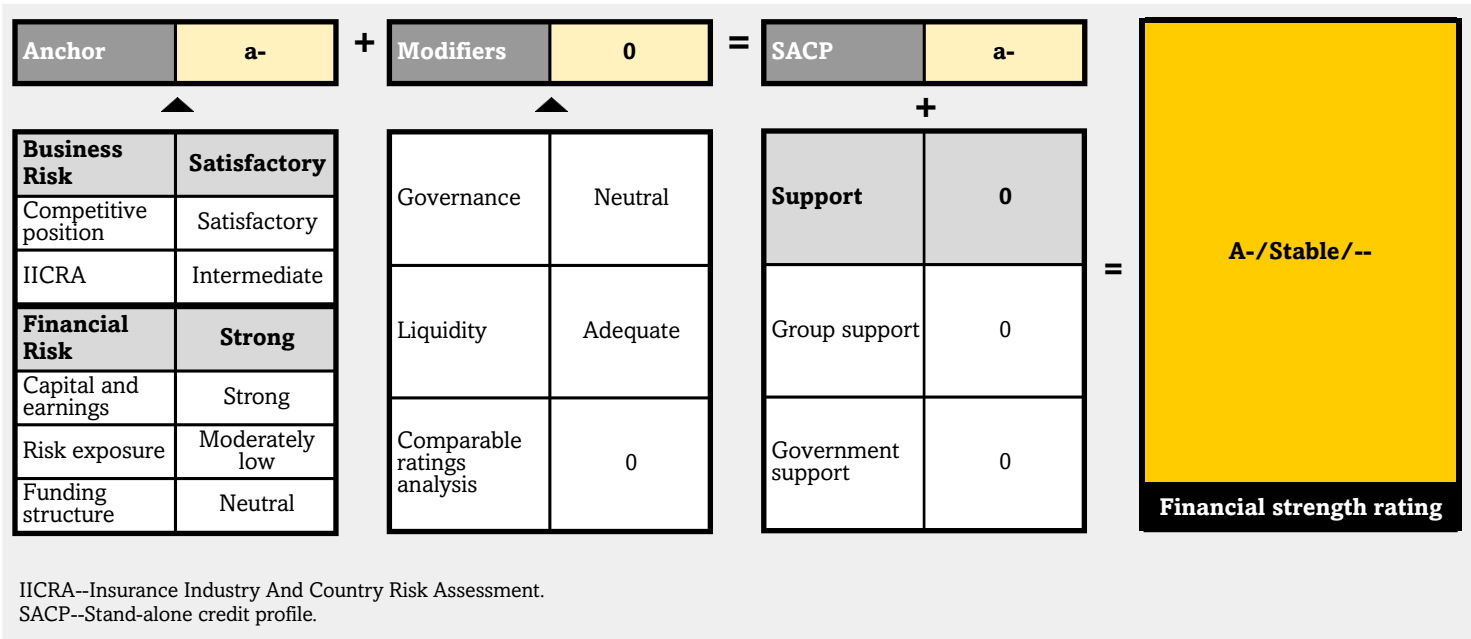 Anchor a- + Modifiers 0 = SACP a-
+
Business
Risk
Satisfactory
Competitive
position
Satisfactory
IICRA
Intermediate
Financial
Risk
Strong
Capital and
earnings
Strong
Risk exposure
Moderately
low
Funding
structure
Neutral
Governance
Neutral
Liquidity
Adequate
Comparable
ratings
analysis
0
Support
0
Group support
0
Government
support
0
=
A-/Stable/--
Financial strength rating
IICRA--Insurance Industry And Country Risk Assessment.
SACP--Stand-alone credit profile.